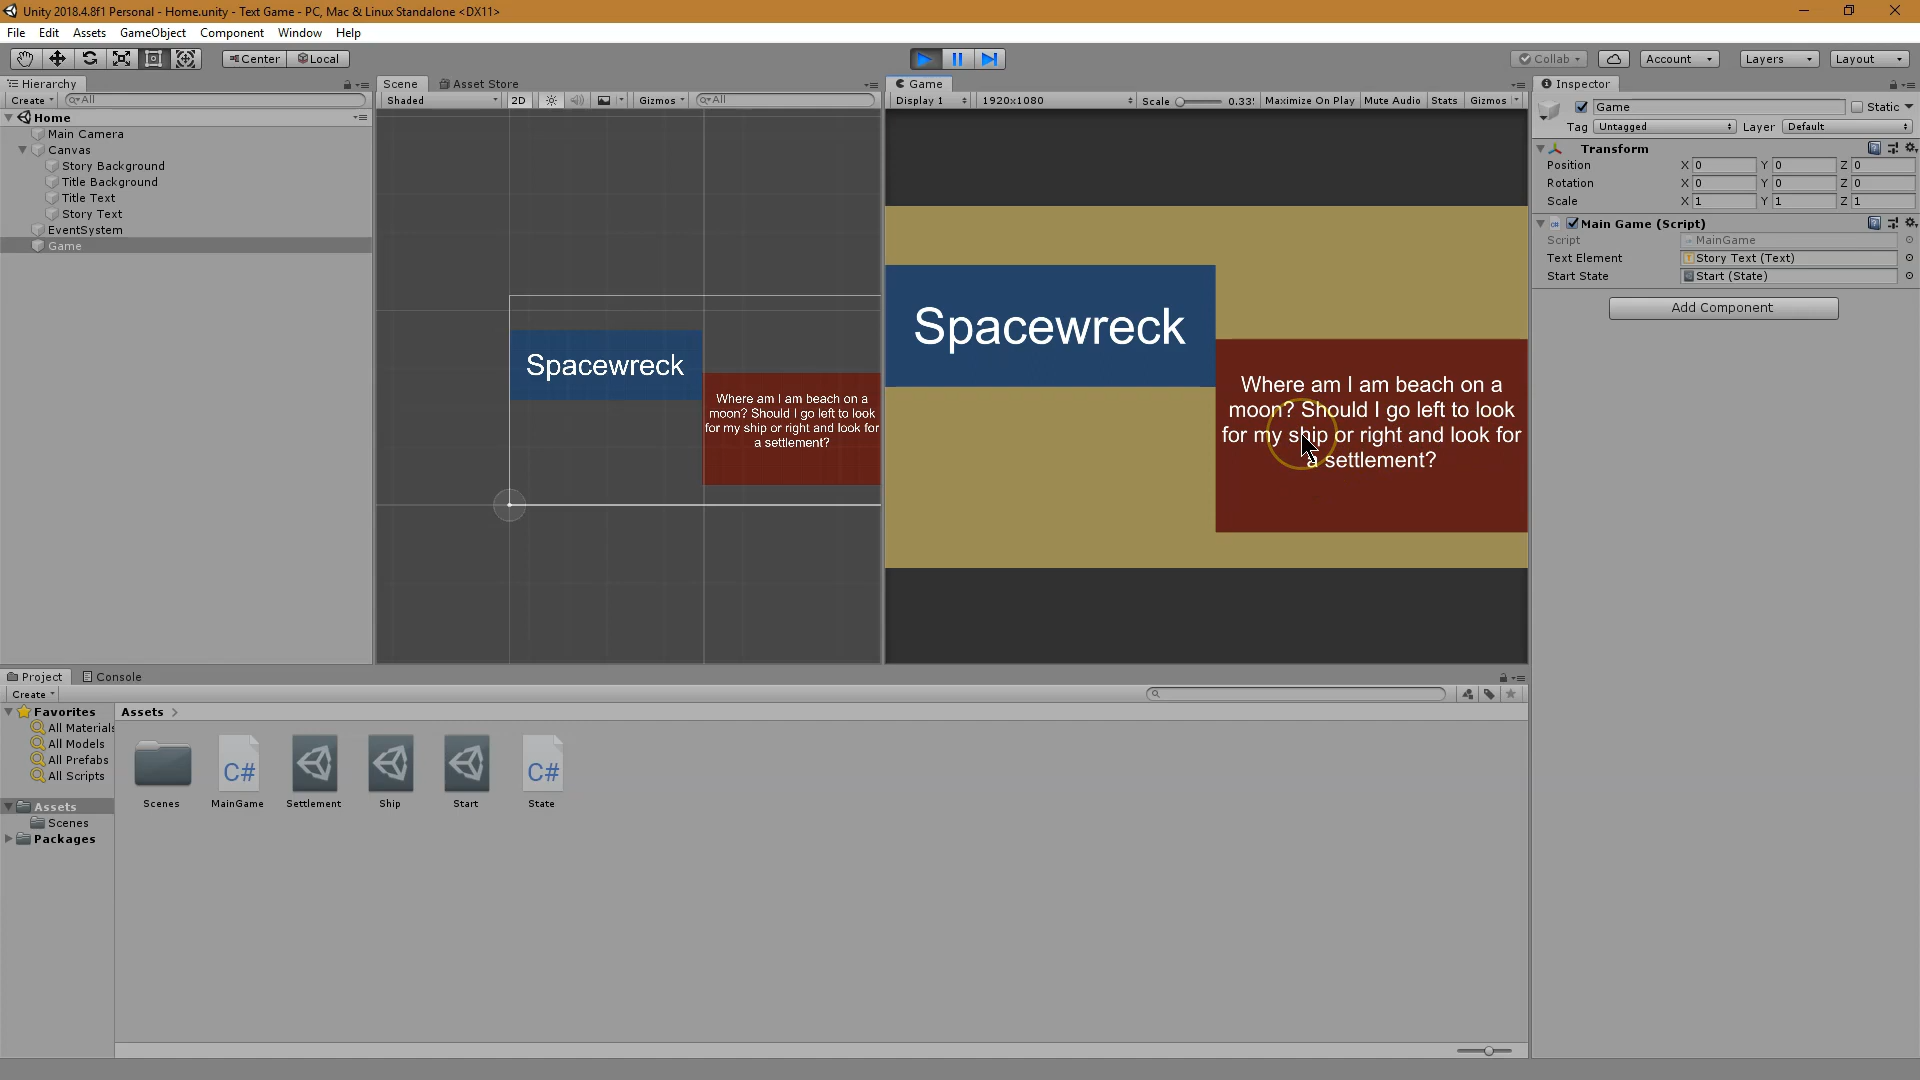 Unity 2018.4.8f1 Personal - Home.unity - Text Game - PC, Mac & Linux Standalone <DX11>
File Edit Assets GameObject Component Window Help
Center Local
Collab Account Layers Layout
Hierarchy
Create All
Home
Main Camera
Canvas
Story Background
Title Background
Title Text
Story Text
EventSystem
Game
Scene Asset Store
Shaded 2D Gizmos All
Spacewreck
Where am I am beach on a
moon? Should I go left to look
for my ship or right and look for
a settlement?
Game
Display 1 1920x1080 Scale 0.33 Maximize On Play Mute Audio Stats Gizmos
Spacewreck
Where am I am beach on a
moon? Should I go left to look
for my ship or right and look for
a settlement?
Inspector
Game Static
Tag Untagged Layer Default
Transform
Position X 0 Y 0 Z 0
Rotation X 0 Y 0 Z 0
Scale X 1 Y 1 Z 1
Main Game (Script)
Script MainGame
Text Element Story Text (Text)
Start State Start (State)
Add Component
Project Console
Create
Favorites
All Materials
All Models
All Prefabs
All Scripts
Assets
Scenes
Packages
Assets
C# C#
Scenes MainGame Settlement Ship Start State